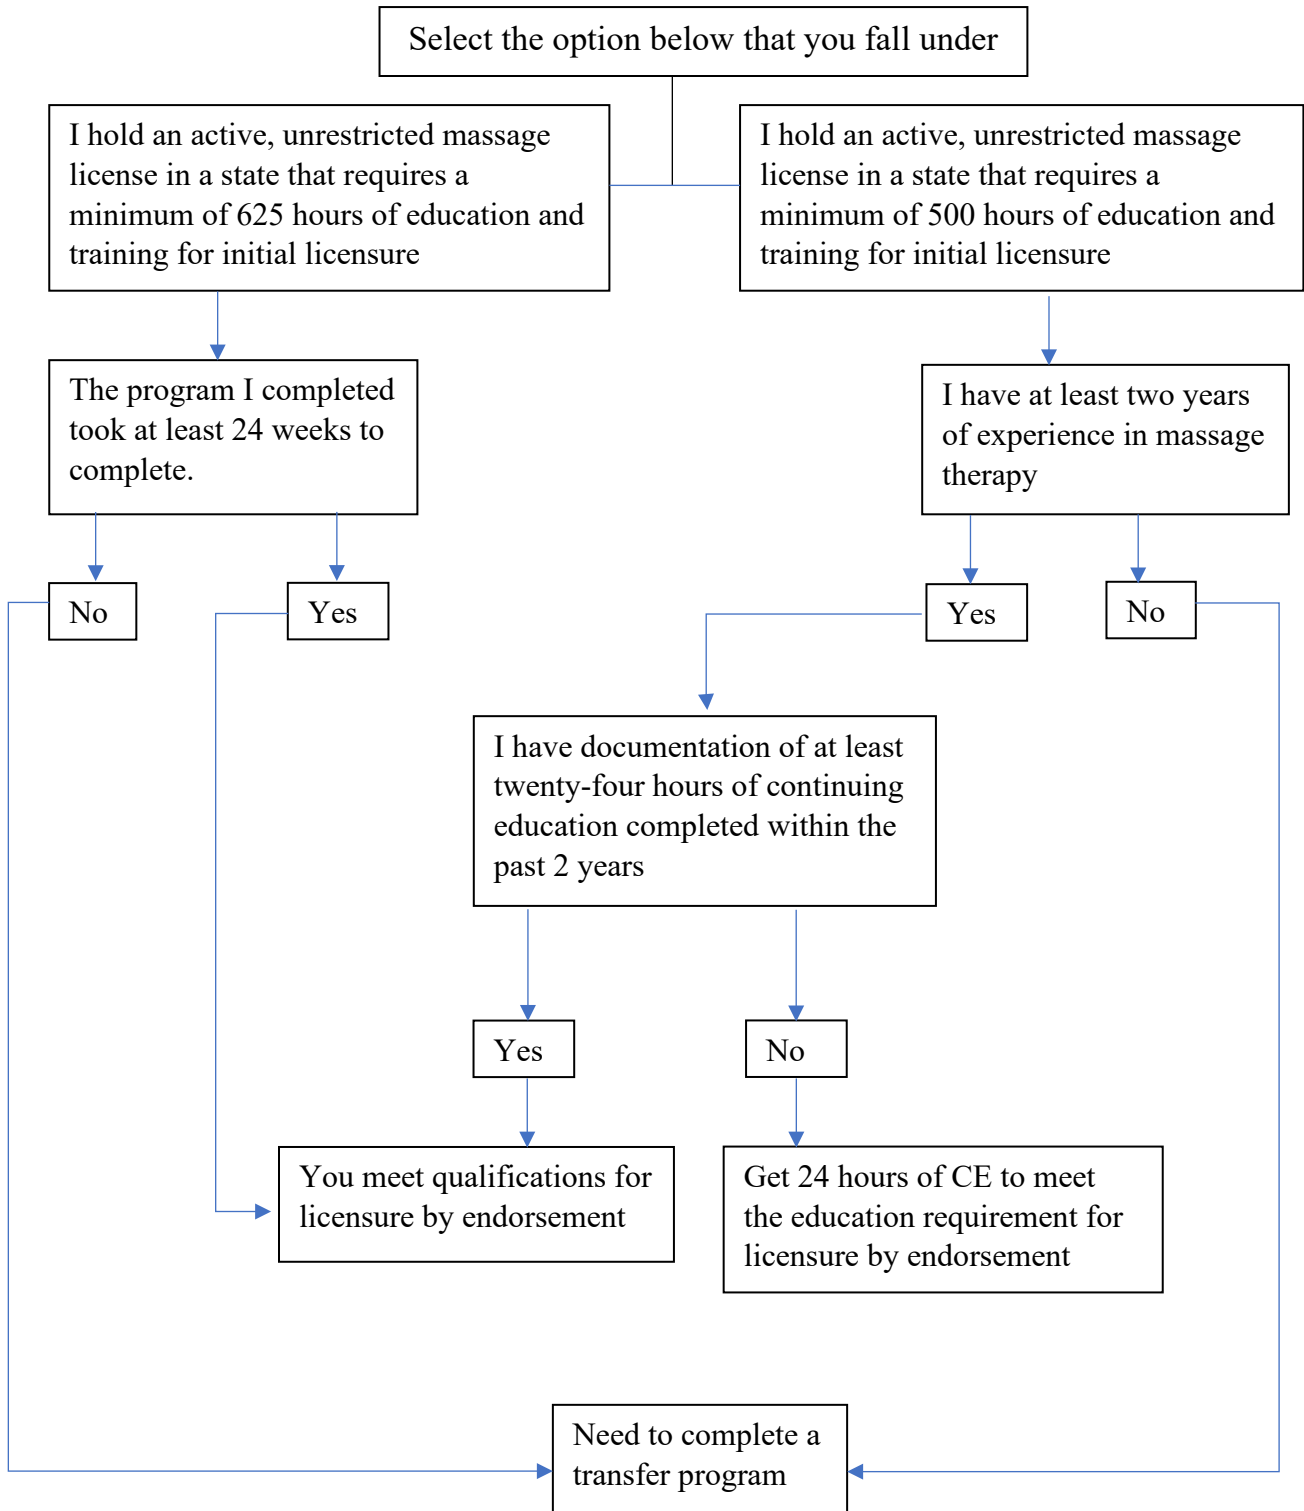 Select the option below that you fall under
I hold an active, unrestricted massage
license in a state that requires a
minimum of 625 hours of education and
training for initial licensure
I hold an active, unrestricted massage
license in a state that requires a
minimum of 500 hours of education and
training for initial licensure
The program I completed
took at least 24 weeks to
complete.
I have at least two years
of experience in massage
therapy
No
Yes
Yes
No
I have documentation of at least
twenty-four hours of continuing
education completed within the
past 2 years
Yes
No
You meet qualifications for
licensure by endorsement
Get 24 hours of CE to meet
the education requirement for
licensure by endorsement
Need to complete a
transfer program